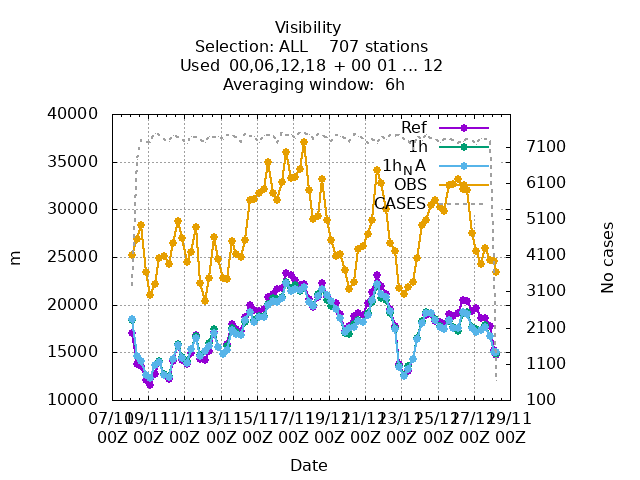 Visibility
Selection: ALL 707 stations
Used 00,06,12,18 + 00 01 ... 12
Averaging window: 6h
40000
35000
30000
25000
20000
15000
10000
m
Ref
1h
1h_N A
OBS
CASES
7100
6100
5100
4100
3100
2100
1100
100
No cases
07/11 09/11 11/11 13/11 15/11 17/11 19/11 21/11 23/11 25/11 27/11 29/11
00Z 00Z 00Z 00Z 00Z 00Z 00Z 00Z 00Z 00Z 00Z 00Z
Date